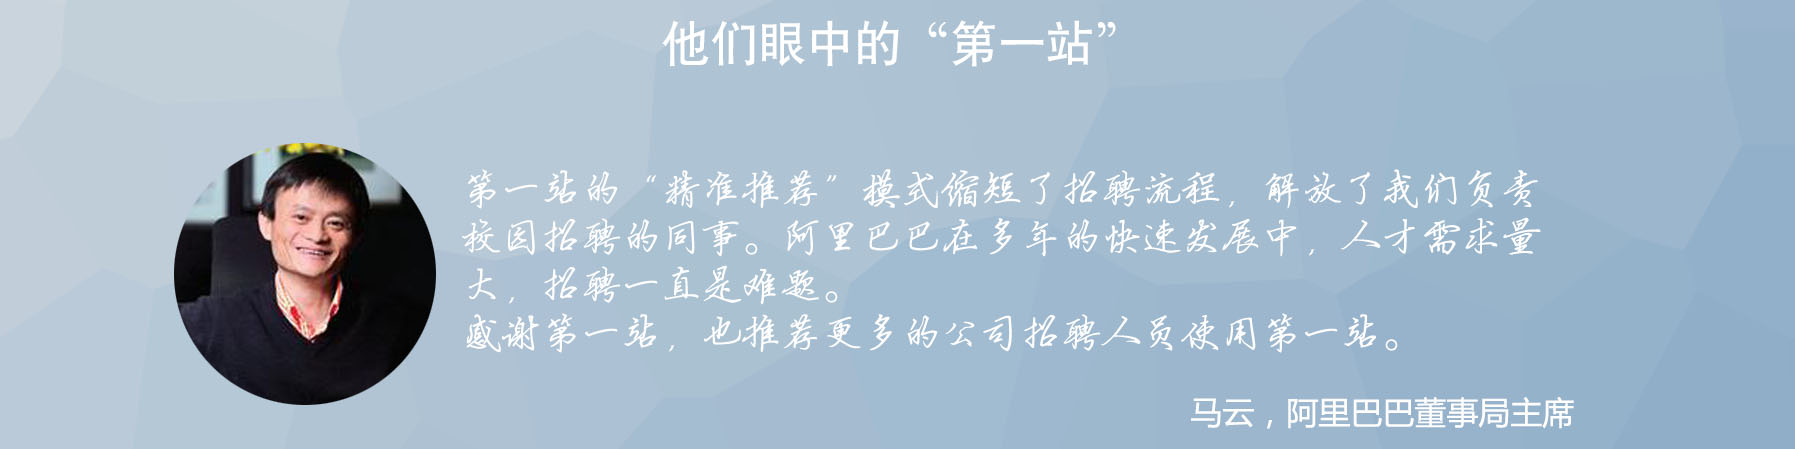 他们眼中的“第一站”
第一站的“精准推荐”模式缩短了招聘流程，解放了我们负责
校园招聘的同事。阿里巴巴在多年的快速发展中，人才需求量
大，招聘一直是难题。
感谢第一站，也推荐更多的公司招聘人员使用第一站。
马云，阿里巴巴董事局主席